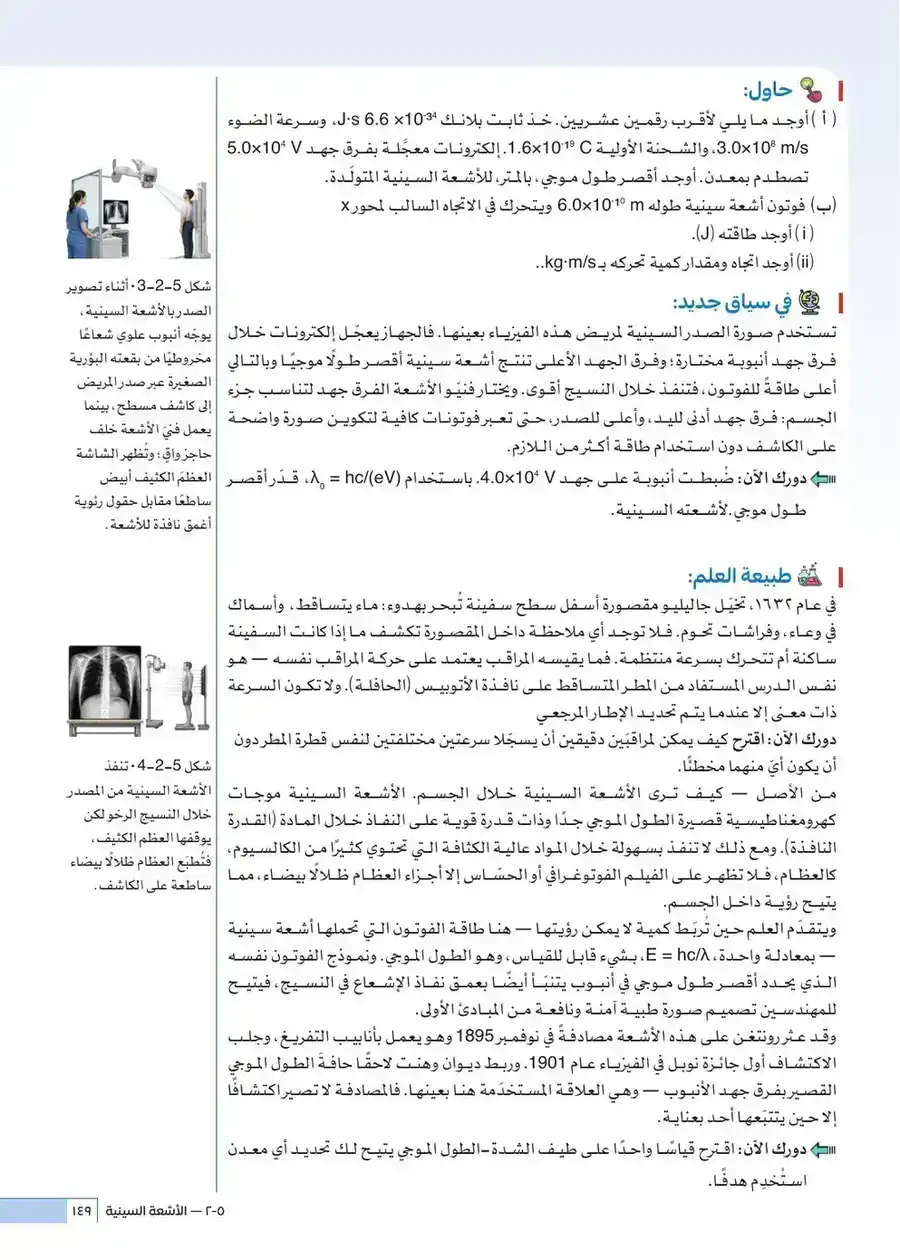 حاول:
( أ ) أوجد ما يلي لأقرب رقمين عشريين. خذ ثابت بلانك 6.6 ×10⁻³⁴ J·s، وسرعة الضوء
3.0×10⁸ m/s، والشحنة الأولية 1.6×10⁻¹⁹ C. إلكترونات معجَّلة بفرق جهد 5.0×10⁴ V
تصطدم بمعدن. أوجد أقصر طول موجي، بالمتر، للأشعة السينية المتولّدة.
(ب) فوتون أشعة سينية طوله 6.0×10⁻¹⁰ m ويتحرك في الاتجاه السالب لمحور x
( i ) أوجد طاقته (J).
(ii) أوجد اتجاه ومقدار كمية تحركه بـ kg·m/s..
في سياق جديد:
تستخدم صورة الصدر السينية لمريض هذه الفيزياء بعينها. فالجهاز يعجّل إلكترونات خلال
فرق جهد أنبوبة مختارة؛ وفرق الجهد الأعلى تنتج أشعة سينية أقصر طولًا موجيًا وبالتالي
أعلى طاقةً للفوتون، فتنفذ خلال النسيج أقوى. ويختار فنيّو الأشعة الفرق جهد لتناسب جزء
الجسم: فرق جهد أدنى لليد، وأعلى للصدر، حتى تعبر فوتونات كافية لتكوين صورة واضحة
على الكاشف دون استخدام طاقة أكثر من اللازم.
دورك الآن: ضُبطت أنبوبة على جهد 4.0×10⁴ V. باستخدام λ₀ = hc/(eV)، قدّر أقصر
طول موجي. لأشعته السينية.
طبيعة العلم:
في عام ١٦٣٢، تخيّل جاليليو مقصورة أسفل سطح سفينة تُبحر بهدوء: ماء يتساقط، وأسماك
في وعاء، وفراشات تحوم. فلا توجد أي ملاحظة داخل المقصورة تكشف ما إذا كانت السفينة
ساكنة أم تتحرك بسرعة منتظمة. فما يقيسه المراقب يعتمد على حركة المراقب نفسه — هو
نفس الدرس المستفاد من المطر المتساقط على نافذة الأتوبيس (الحافلة). ولا تكون السرعة
ذات معنى إلا عندما يتم تحديد الإطار المرجعي
دورك الآن: اقترح كيف يمكن لمراقبَين دقيقين أن يسجّلا سرعتين مختلفتين لنفس قطرة المطر دون
أن يكون أيّ منهما مخطئًا.
من الأصل — كيف ترى الأشعة السينية خلال الجسم. الأشعة السينية موجات
كهرومغناطيسية قصيرة الطول الموجي جدًا وذات قدرة قوية على النفاذ خلال المادة (القدرة
النافذة). ومع ذلك لا تنفذ بسهولة خلال المواد عالية الكثافة التي تحتوي كثيرًا من الكالسيوم،
كالعظام، فلا تظهر على الفيلم الفوتوغرافي أو الحسّاس إلا أجزاء العظام ظلالًا بيضاء، مما
يتيح رؤية داخل الجسم.
ويتقدّم العلم حين تُربَط كمية لا يمكن رؤيتها — هنا طاقة الفوتون التي تحملها أشعة سينية
— بمعادلة واحدة، E = hc/λ، بشيء قابل للقياس، وهو الطول الموجي. ونموذج الفوتون نفسه
الذي يحدد أقصر طول موجي في أنبوب يتنبّأ أيضًا بعمق نفاذ الإشعاع في النسيج، فيتيح
للمهندسين تصميم صورة طبية آمنة ونافعة من المبادئ الأولى.
وقد عثر رونتغن على هذه الأشعة مصادفةً في نوفمبر 1895 وهو يعمل بأنابيب التفريغ، وجلب
الاكتشاف أول جائزة نوبل في الفيزياء عام 1901. وربط ديوان وهنت لاحقًا حافةَ الطول الموجي
القصير بفرق جهد الأنبوب — وهي العلاقة المستخدَمة هنا بعينها. فالمصادفة لا تصير اكتشافًا
إلا حين يتتبّعها أحد بعناية.
دورك الآن: اقترح قياسًا واحدًا على طيف الشدة-الطول الموجي يتيح لك تحديد أي معدن
استُخدِم هدفًا.
شكل 5-2-3 • أثناء تصوير
الصدر بالأشعة السينية،
يوجّه أنبوب علوي شعاعًا
مخروطيًا من بقعته البؤرية
الصغيرة عبر صدر المريض
إلى كاشف مسطح، بينما
يعمل فنيّ الأشعة خلف
حاجز واقٍ؛ وتُظهر الشاشة
العظمَ الكثيف أبيض
ساطعًا مقابل حقول رئوية
أغمق نافذة للأشعة.
شكل 5-2-4 • تنفذ
الأشعة السينية من المصدر
خلال النسيج الرخو لكن
يوقفها العظم الكثيف،
فتُطبَع العظام ظلالًا بيضاء
ساطعة على الكاشف.
٥-٢ — الأشعة السينية | ١٤٩